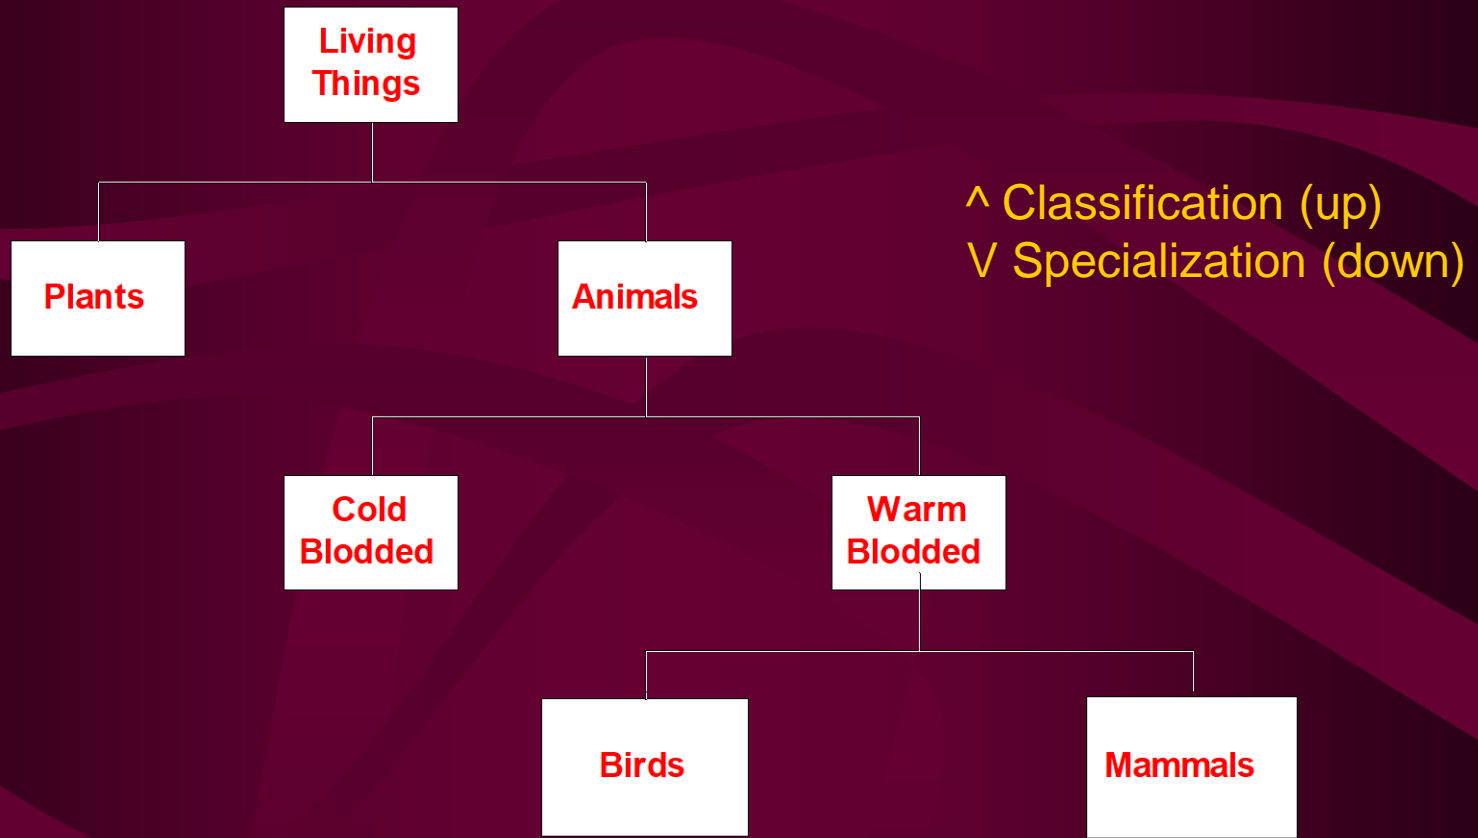 Living
Things
^ Classification (up)
\/ Specialization (down)
Plants
Animals
Cold
Blodded
Warm
Blodded
Birds
Mammals